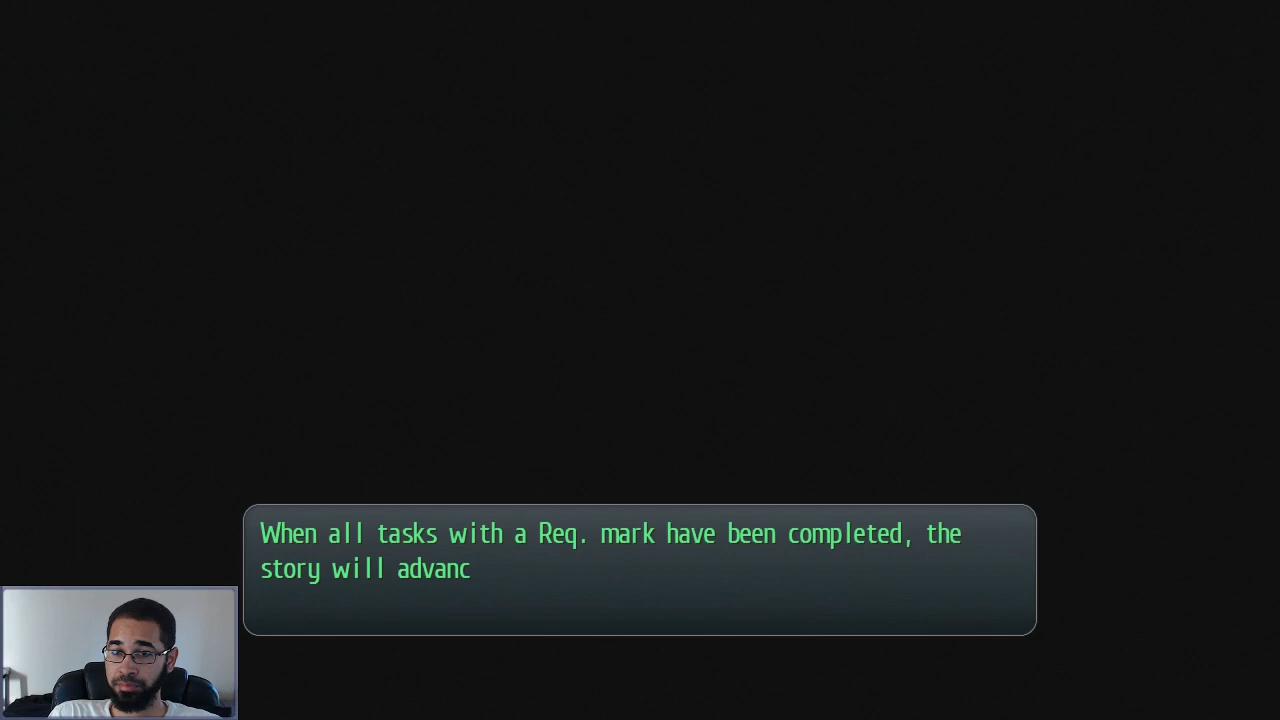 When all tasks with a Req. mark have been completed, the
story will advanc